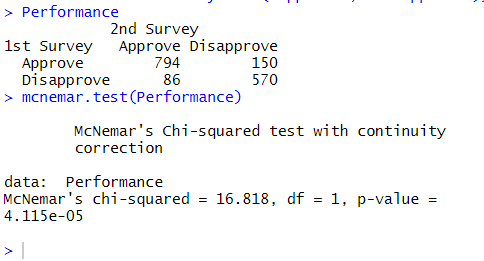 > Performance
            2nd Survey
1st Survey   Approve Disapprove
  Approve        794        150
  Disapprove      86        570
> mcnemar.test(Performance)
        McNemar's Chi-squared test with continuity
        correction
data:  Performance
McNemar's chi-squared = 16.818, df = 1, p-value =
4.115e-05
>